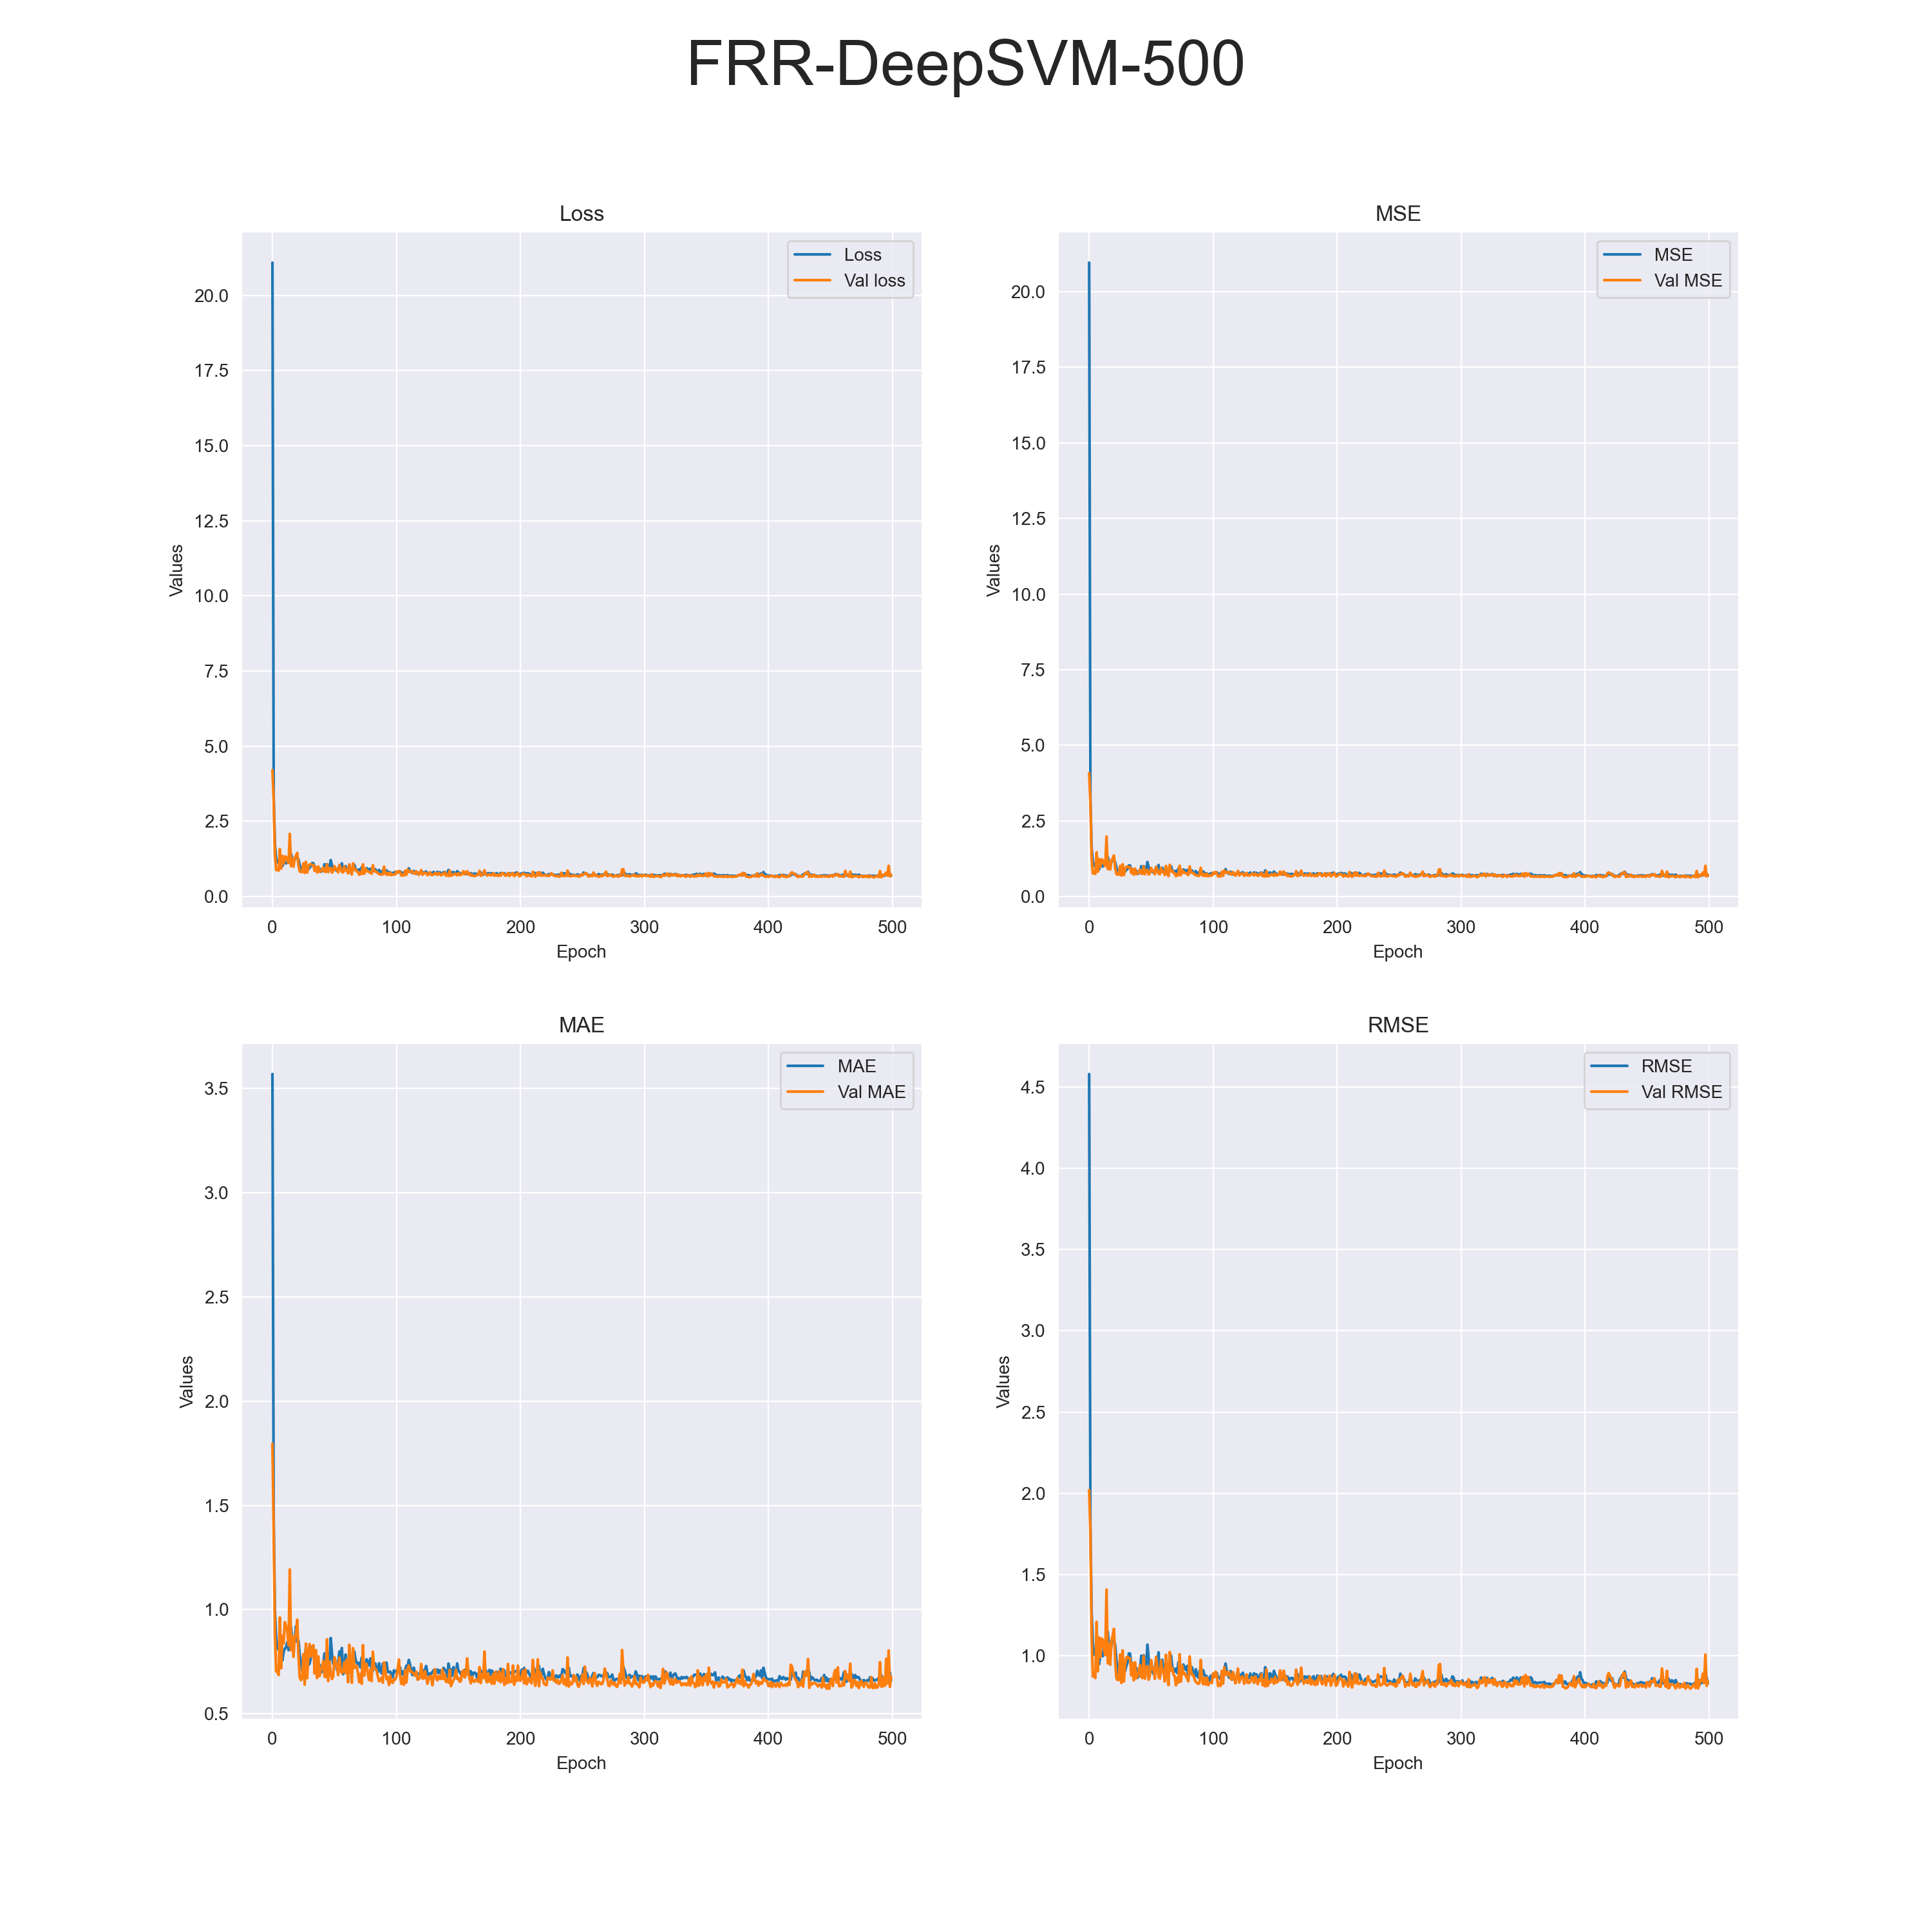 FRR-DeepSVM-500
Loss
Loss
Val loss
20.0
17.5
15.0
12.5
10.0
7.5
5.0
2.5
0.0
Values
0 100 200 300 400 500
Epoch
MSE
MSE
Val MSE
20.0
17.5
15.0
12.5
10.0
7.5
5.0
2.5
0.0
Values
0 100 200 300 400 500
Epoch
MAE
MAE
Val MAE
3.5
3.0
2.5
2.0
1.5
1.0
0.5
Values
0 100 200 300 400 500
Epoch
RMSE
RMSE
Val RMSE
4.5
4.0
3.5
3.0
2.5
2.0
1.5
1.0
Values
0 100 200 300 400 500
Epoch